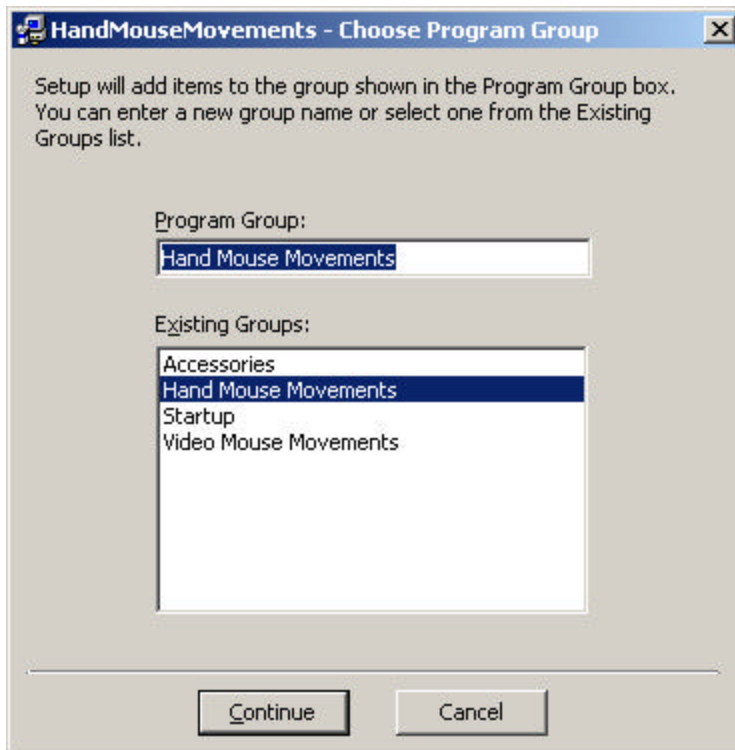 HandMouseMovements - Choose Program Group
Setup will add items to the group shown in the Program Group box.
You can enter a new group name or select one from the Existing
Groups list.
Program Group:
Hand Mouse Movements
Existing Groups:
Accessories
Hand Mouse Movements
Startup
Video Mouse Movements
Continue Cancel